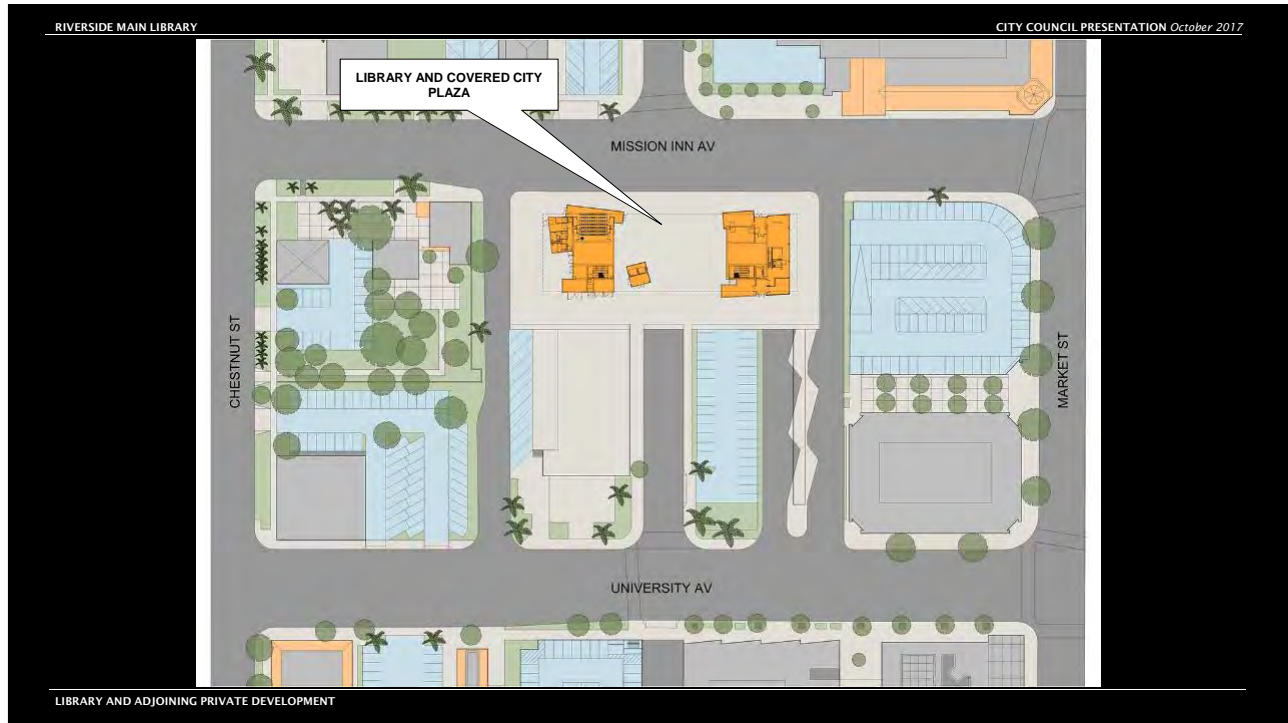 RIVERSIDE MAIN LIBRARY
CITY COUNCIL PRESENTATION October 2017
LIBRARY AND COVERED CITY
PLAZA
MISSION INN AV
CHESTNUT ST
MARKET ST
UNIVERSITY AV
LIBRARY AND ADJOINING PRIVATE DEVELOPMENT